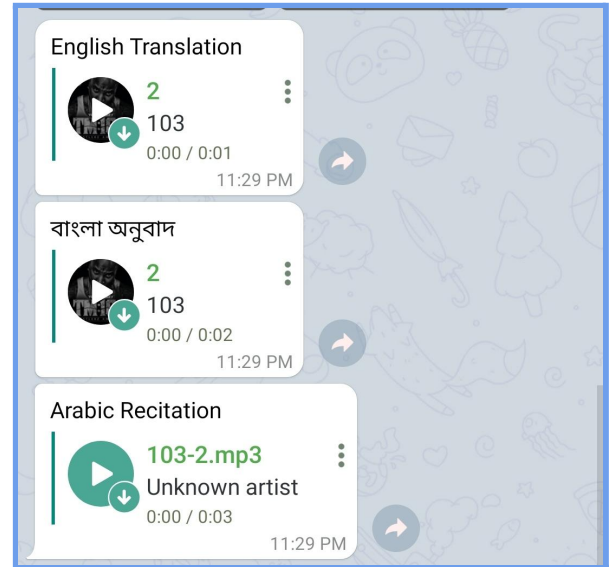 English Translation
2
103
0:00 / 0:01
11:29 PM
বাংলা অনুবাদ
2
103
0:00 / 0:02
11:29 PM
Arabic Recitation
103-2.mp3
Unknown artist
0:00 / 0:03
11:29 PM